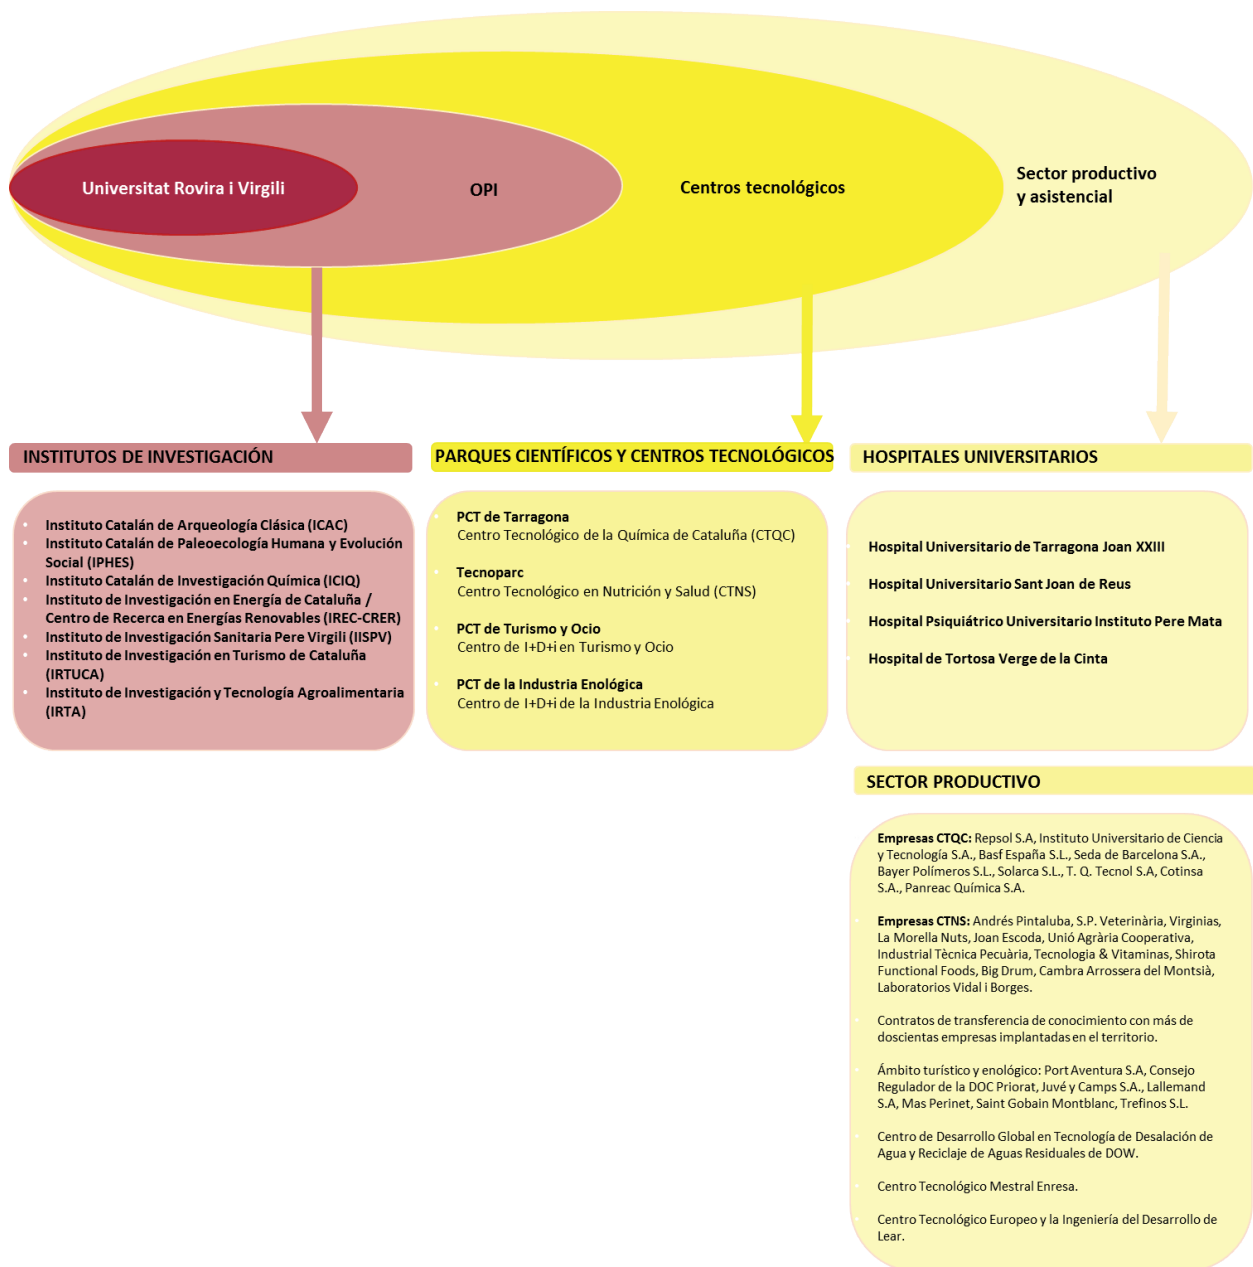 Universitat Rovira i Virgili
OPI
Centros tecnológicos
Sector productivo
y asistencial
INSTITUTOS DE INVESTIGACIÓN
• Instituto Catalán de Arqueología Clásica (ICAC)
• Instituto Catalán de Paleoecología Humana y Evolución
Social (IPHES)
• Instituto Catalán de Investigación Química (ICIQ)
• Instituto de Investigación en Energía de Cataluña /
Centro de Recerca en Energías Renovables (IREC-CRER)
• Instituto de Investigación Sanitaria Pere Virgili (IISPV)
• Instituto de Investigación en Turismo de Cataluña
(IRTUCA)
• Instituto de Investigación y Tecnología Agroalimentaria
(IRTA)
PARQUES CIENTÍFICOS Y CENTROS TECNOLÓGICOS
• PCT de Tarragona
Centro Tecnológico de la Química de Cataluña (CTQC)
• Tecnoparc
Centro Tecnológico en Nutrición y Salud (CTNS)
• PCT de Turismo y Ocio
Centro de I+D+i en Turismo y Ocio
• PCT de la Industria Enológica
Centro de I+D+i de la Industria Enológica
HOSPITALES UNIVERSITARIOS
• Hospital Universitario de Tarragona Joan XXIII
• Hospital Universitario Sant Joan de Reus
• Hospital Psiquiátrico Universitario Instituto Pere Mata
• Hospital de Tortosa Verge de la Cinta
SECTOR PRODUCTIVO
• Empresas CTQC: Repsol S.A, Instituto Universitario de Ciencia
y Tecnología S.A., Basf España S.L., Seda de Barcelona S.A.,
Bayer Polímeros S.L., Solarca S.L., T. Q. Tecnol S.A, Cotinsa
S.A., Panreac Química S.A.
• Empresas CTNS: Andrés Pintaluba, S.P. Veterinària, Virginias,
La Morella Nuts, Joan Escoda, Unió Agrària Cooperativa,
Industrial Tècnica Pecuària, Tecnologia & Vitaminas, Shirota
Functional Foods, Big Drum, Cambra Arrossera del Montsià,
Laboratorios Vidal i Borges.
• Contratos de transferencia de conocimiento con más de
doscientas empresas implantadas en el territorio.
• Ámbito turístico y enológico: Port Aventura S.A, Consejo
Regulador de la DOC Priorat, Juvé y Camps S.A., Lallemand
S.A, Mas Perinet, Saint Gobain Montblanc, Trefinos S.L.
• Centro de Desarrollo Global en Tecnología de Desalación de
Agua y Reciclaje de Aguas Residuales de DOW.
• Centro Tecnológico Mestral Enresa.
• Centro Tecnológico Europeo y la Ingeniería del Desarrollo de
Lear.